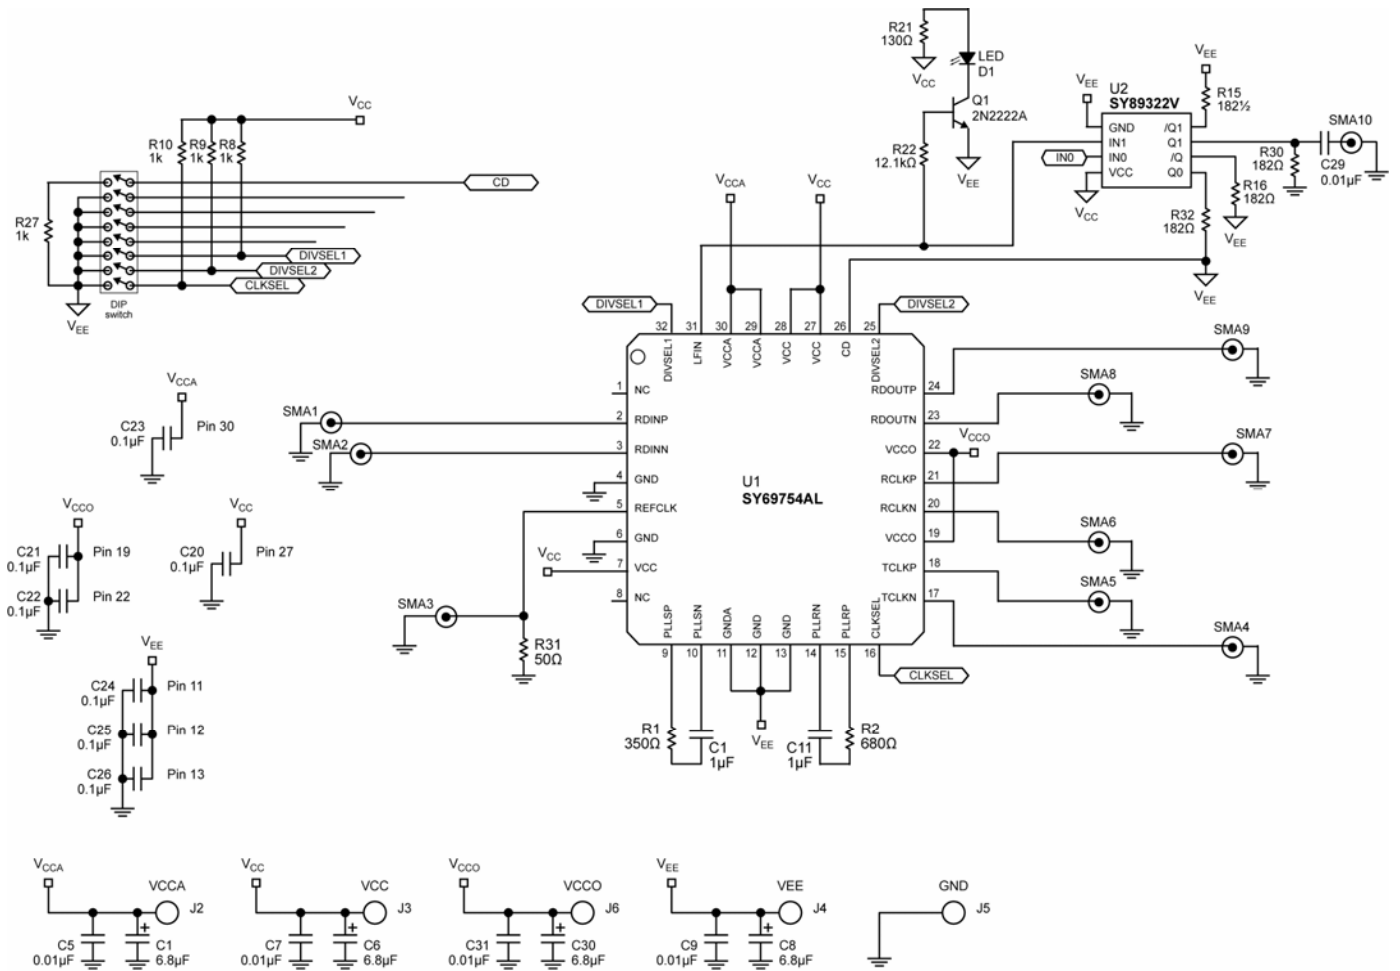 R21
130Ω
VCC
LED
D1
Q1
2N2222A
VEE
R22
12.1kΩ
VEE
U2
SY89322V
GND
IN1
IN0
VCC
/Q1
Q1
/Q
Q0
IN0
VCC
VEE
R15
182½
SMA10
R30
182Ω
C29
0.01µF
R16
182Ω
VEE
R32
182Ω
VEE
VCC
R10
1k
R9
1k
R8
1k
CD
R27
1k
DIVSEL1
DIVSEL2
CLKSEL
DIP
switch
VEE
VCCA
VCC
DIVSEL1
DIVSEL2
32
31
30
29
28
27
26
25
DIVSEL1
LFIN
VCCA
VCCA
VCC
VCC
CD
DIVSEL2
1
NC
2
RDINP
3
RDINN
4
GND
5
REFCLK
6
GND
7
VCC
8
NC
U1
SY69754AL
RDOUTP
24
RDOUTN
23
VCCO
22
RCLKP
21
RCLKN
20
VCCO
19
TCLKP
18
TCLKN
17
PLLSP
PLLSN
GNDA
GND
GND
PLLRN
PLLRP
CLKSEL
9
10
11
12
13
14
15
16
SMA1
SMA2
VCC
SMA3
R31
50Ω
VCCO
SMA9
SMA8
SMA7
SMA6
SMA5
SMA4
CLKSEL
R1
350Ω
C1
1µF
VEE
C11
1µF
R2
680Ω
VCCA
C23
0.1µF
Pin 30
VCCO
C21
0.1µF
Pin 19
C22
0.1µF
Pin 22
VCC
C20
0.1µF
Pin 27
VEE
C24
0.1µF
Pin 11
C25
0.1µF
Pin 12
C26
0.1µF
Pin 13
VCCA
VCCA
J2
C5
0.01µF
+
C1
6.8µF
VCC
VCC
J3
C7
0.01µF
+
C6
6.8µF
VCCO
VCCO
J6
C31
0.01µF
+
C30
6.8µF
VEE
VEE
J4
C9
0.01µF
+
C8
6.8µF
GND
J5